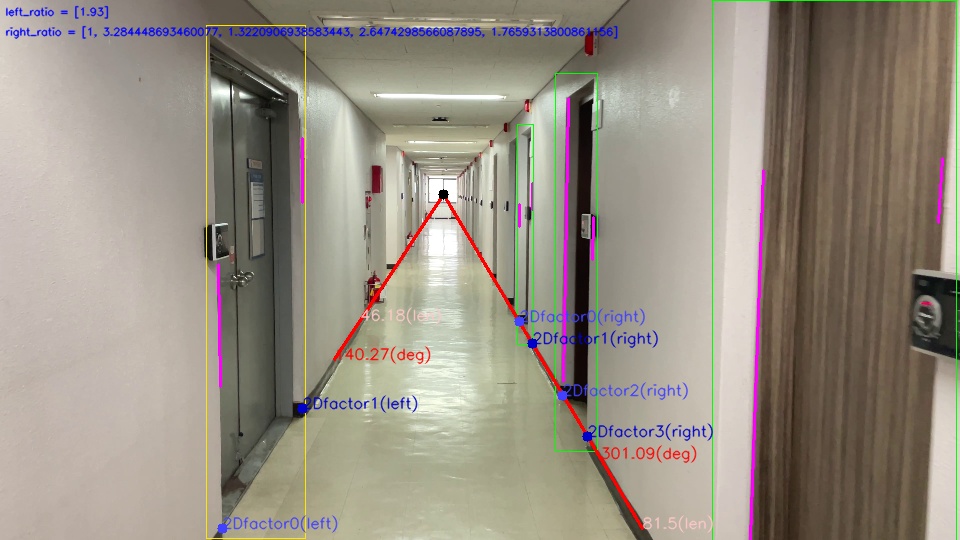 left_ratio = [1.93]
right_ratio = [1, 3.284448693460077, 1.3220906938583443, 2.6474298566087895, 1.7659313800861156]
2Dfactor0(right)
46.18(len)
2Dfactor1(right)
40.27(deg)
2Dfactor2(right)
2Dfactor1(left)
2Dfactor3(right)
301.09(deg)
2Dfactor0(left)
81.5(len)